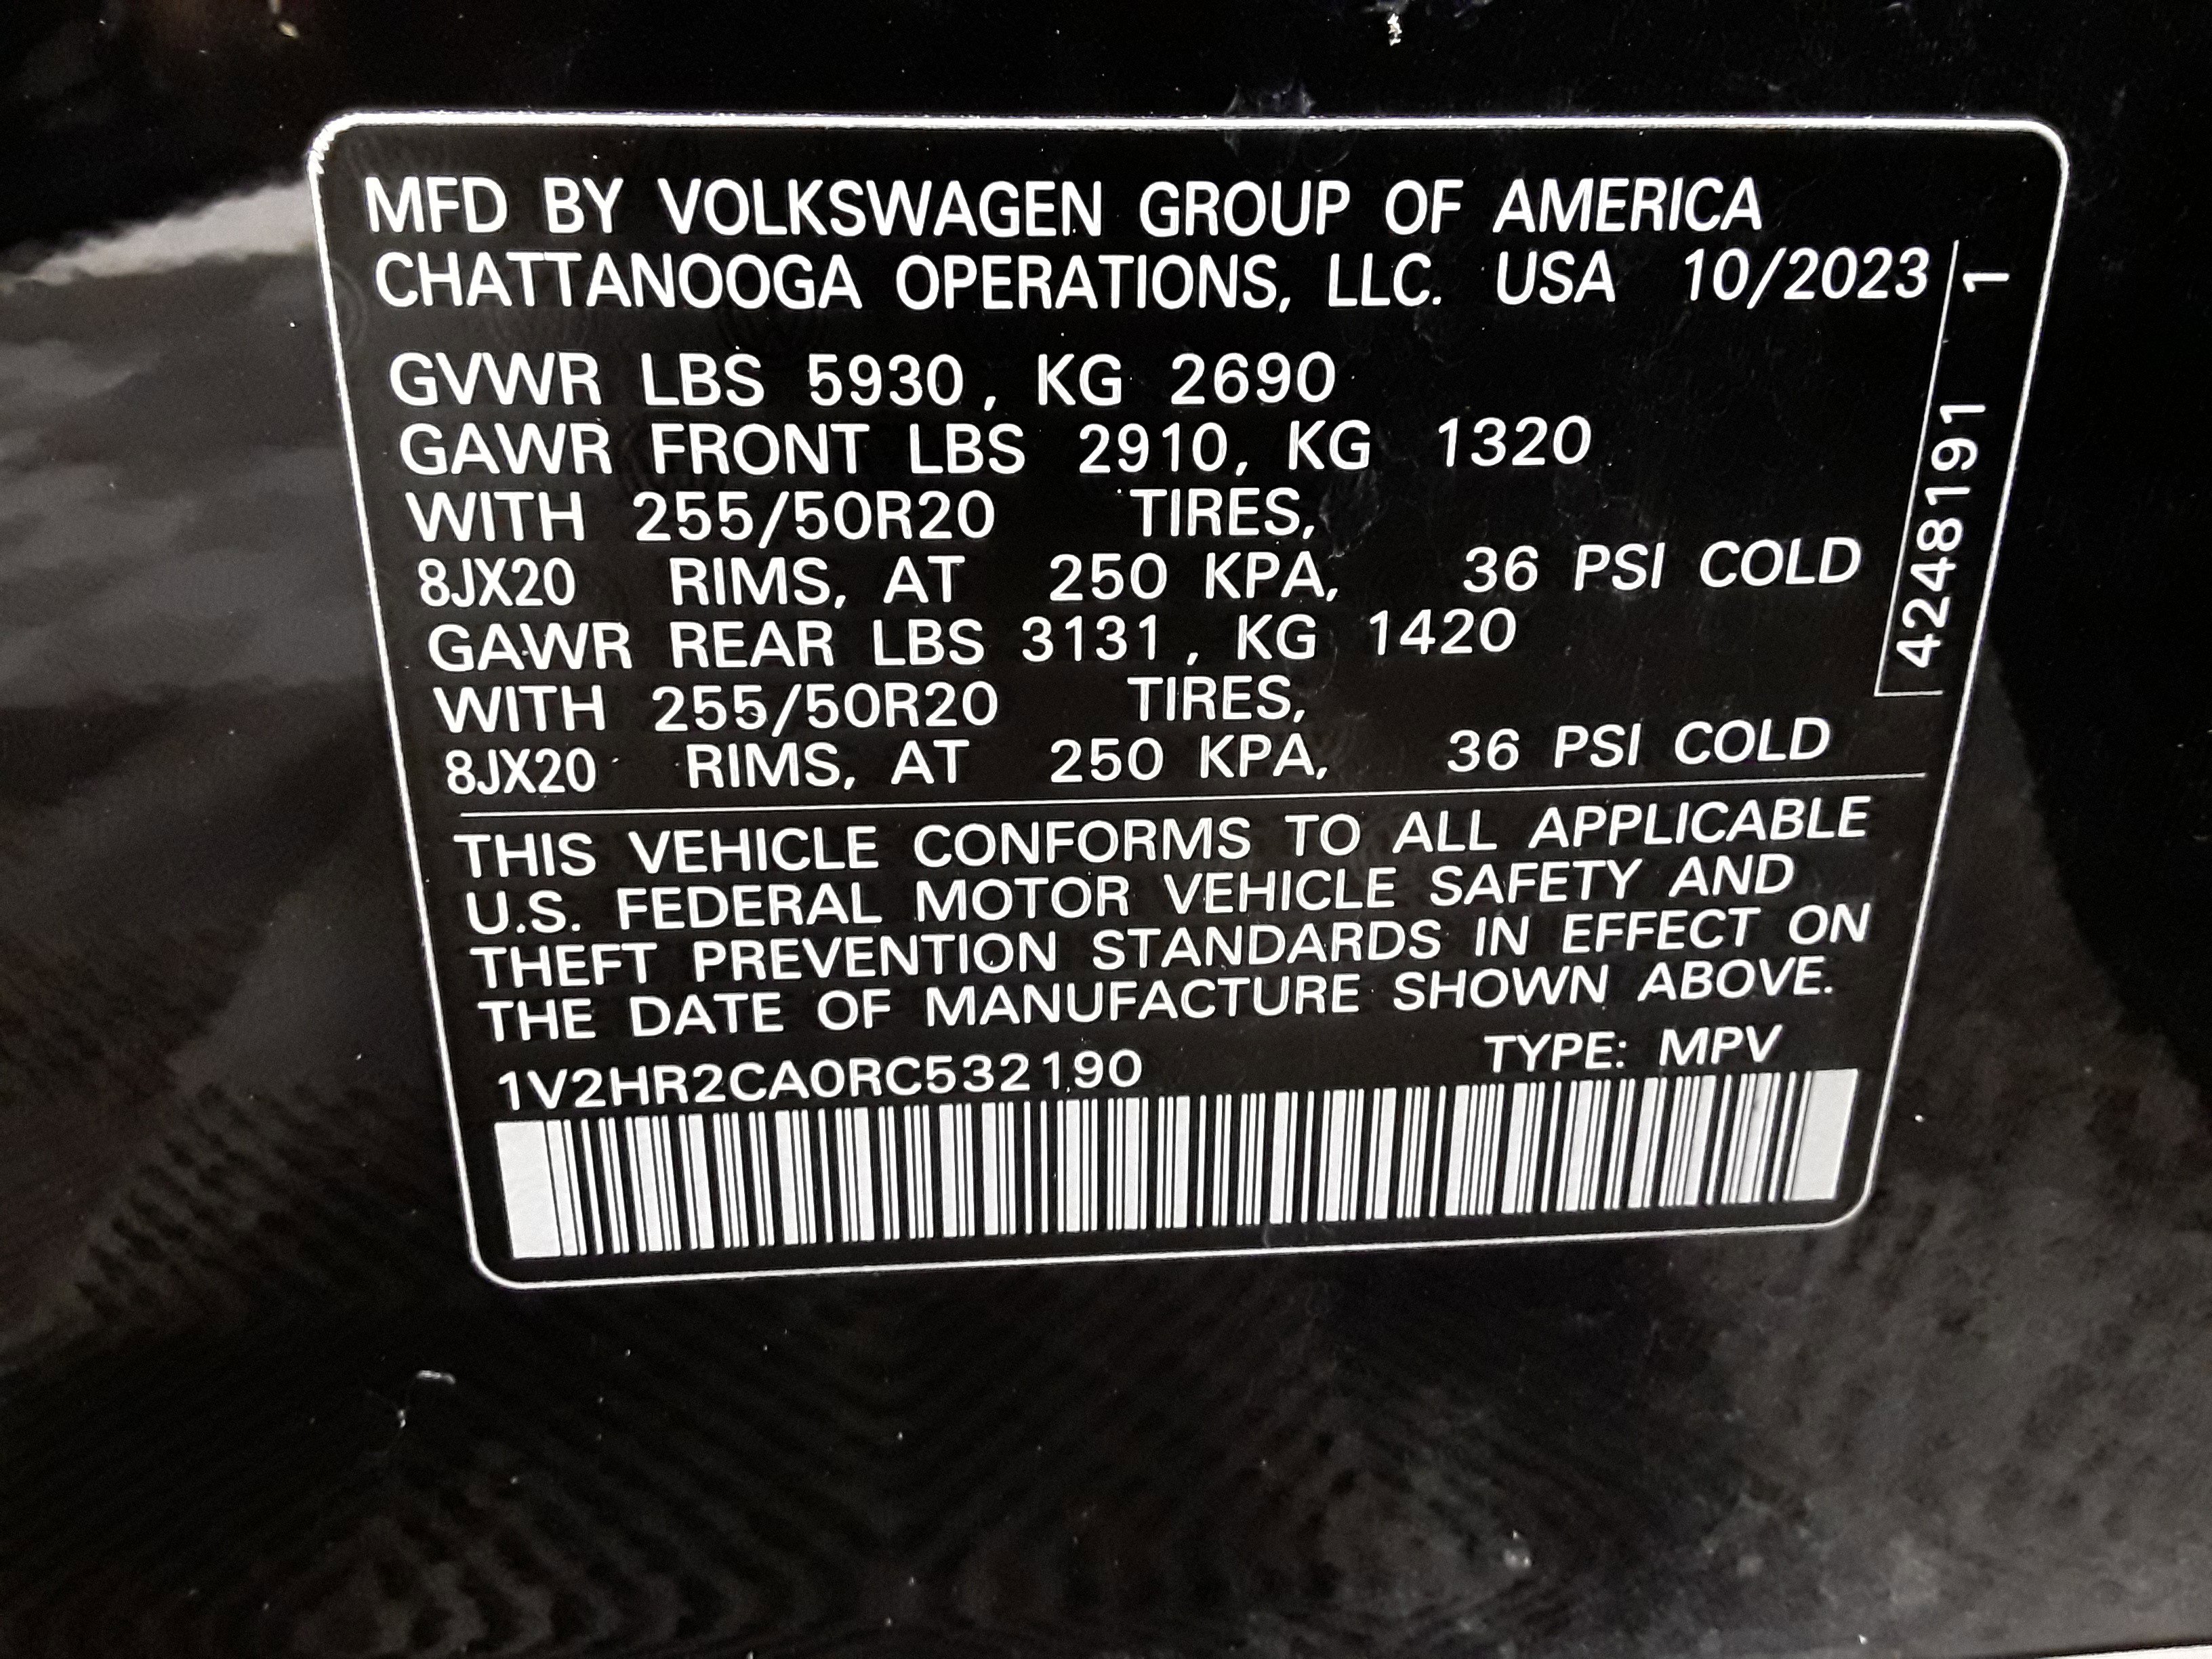 MFD BY VOLKSWAGEN GROUP OF AMERICA
CHATTANOOGA OPERATIONS, LLC. USA 10/2023
GVWR LBS 5930, KG 2690
GAWR FRONT LBS 2910, KG 1320
WITH 255/50R20 TIRES,
8JX20 RIMS, AT 250 KPA, 36 PSI COLD
GAWR REAR LBS 3131, KG 1420
WITH 255/50R20 TIRES,
8JX20 RIMS, AT 250 KPA, 36 PSI COLD
4248191 1
THIS VEHICLE CONFORMS TO ALL APPLICABLE
U.S. FEDERAL MOTOR VEHICLE SAFETY AND
THEFT PREVENTION STANDARDS IN EFFECT ON
THE DATE OF MANUFACTURE SHOWN ABOVE.
1V2HR2CA0RC532190 TYPE: MPV